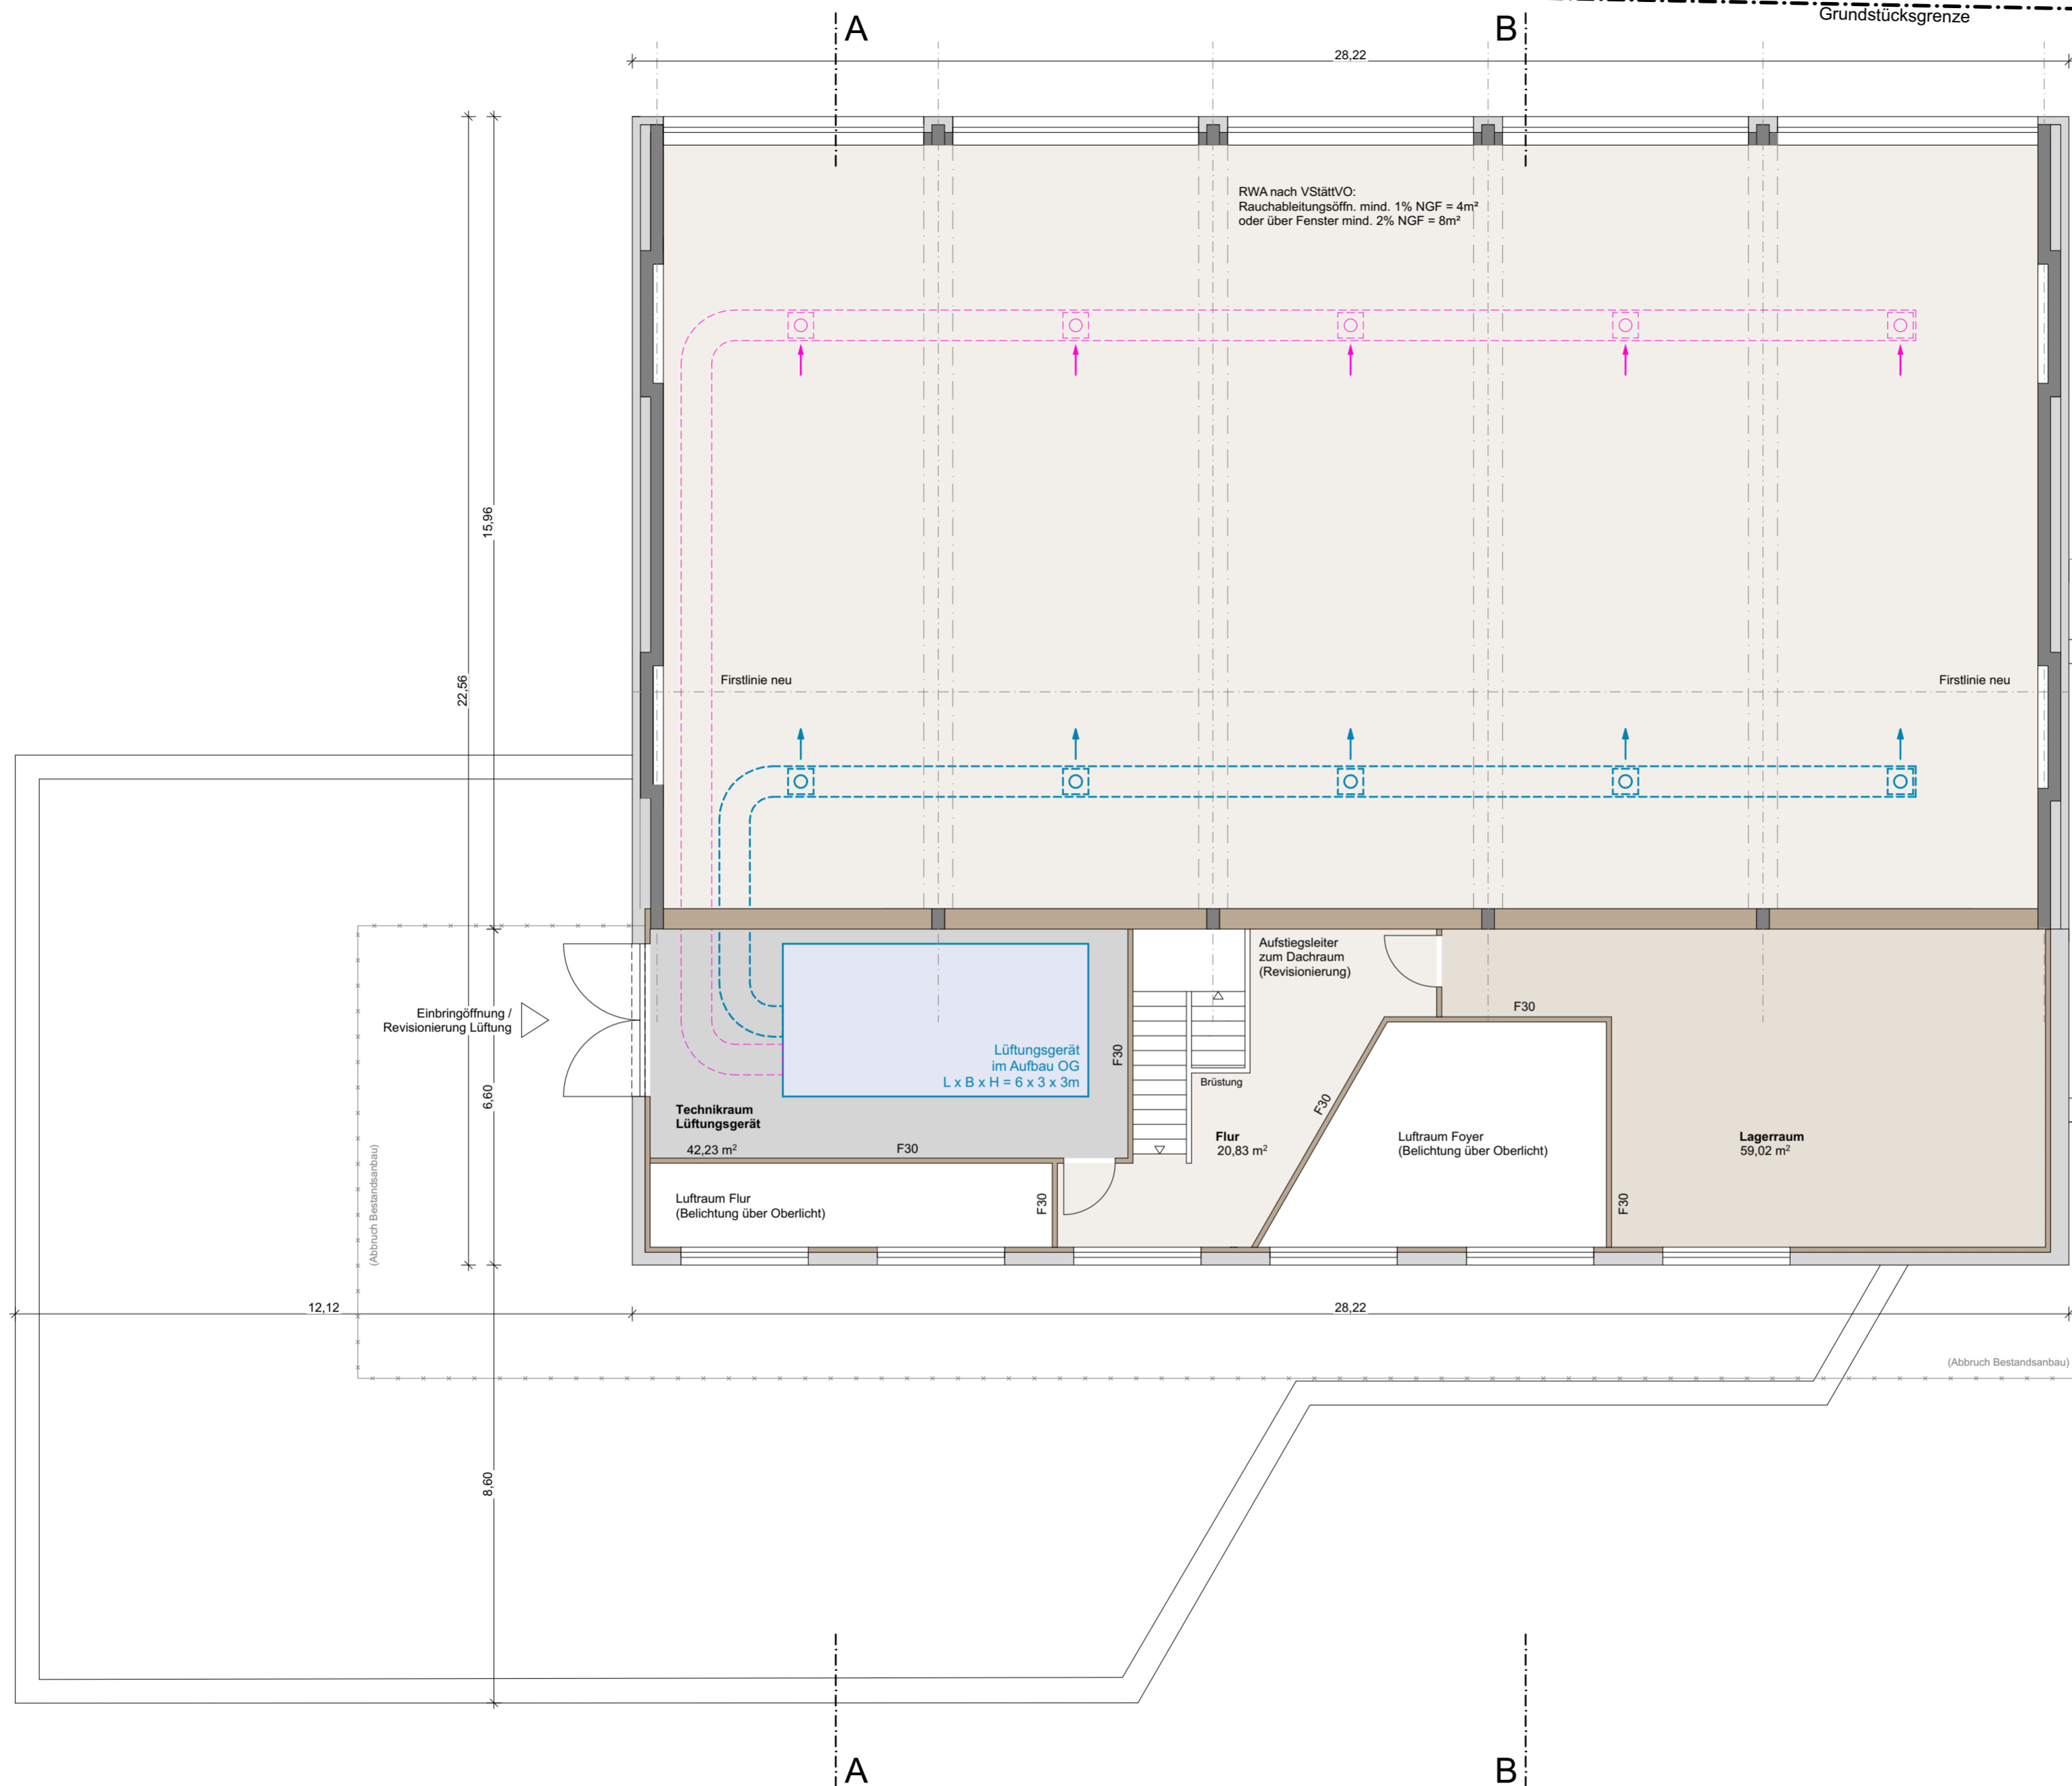 Grundstücksgrenze
A
B
28,22
RWA nach VStättVO:
Rauchableitungsöffn. mind. 1% NGF = 4m²
oder über Fenster mind. 2% NGF = 8m²
15,96
22,56
Firstlinie neu
Firstlinie neu
Einbringöffnung /
Revisionierung Lüftung
Aufstiegsleiter
zum Dachraum
(Revisionierung)
F30
Lüftungsgerät
im Aufbau OG
L x B x H = 6 x 3 x 3m
F30
Brüstung
6,60
F30
Technikraum
Lüftungsgerät
42,23 m²
F30
Flur
20,83 m²
Luftraum Foyer
(Belichtung über Oberlicht)
Lagerraum
59,02 m²
(Abbruch Bestandsanbau)
Luftraum Flur
(Belichtung über Oberlicht)
F30
F30
12,12
28,22
(Abbruch Bestandsanbau)
8,60
A
B